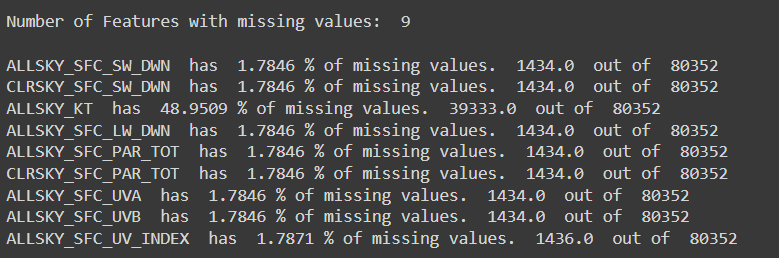 Number of Features with missing values:  9
ALLSKY_SFC_SW_DWN  has  1.7846 % of missing values.  1434.0  out of  80352
CLRSKY_SFC_SW_DWN  has  1.7846 % of missing values.  1434.0  out of  80352
ALLSKY_KT  has  48.9509 % of missing values.  39333.0  out of  80352
ALLSKY_SFC_LW_DWN  has  1.7846 % of missing values.  1434.0  out of  80352
ALLSKY_SFC_PAR_TOT  has  1.7846 % of missing values.  1434.0  out of  80352
CLRSKY_SFC_PAR_TOT  has  1.7846 % of missing values.  1434.0  out of  80352
ALLSKY_SFC_UVA  has  1.7846 % of missing values.  1434.0  out of  80352
ALLSKY_SFC_UVB  has  1.7846 % of missing values.  1434.0  out of  80352
ALLSKY_SFC_UV_INDEX  has  1.7871 % of missing values.  1436.0  out of  80352